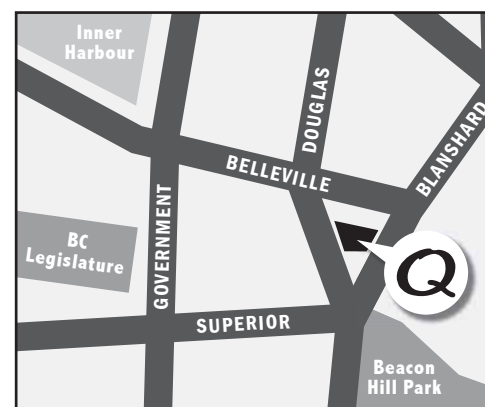 Inner
Harbour
DOUGLAS
BLANSHARD
BELLEVILLE
GOVERNMENT
BC
Legislature
Q
SUPERIOR
Beacon
Hill Park